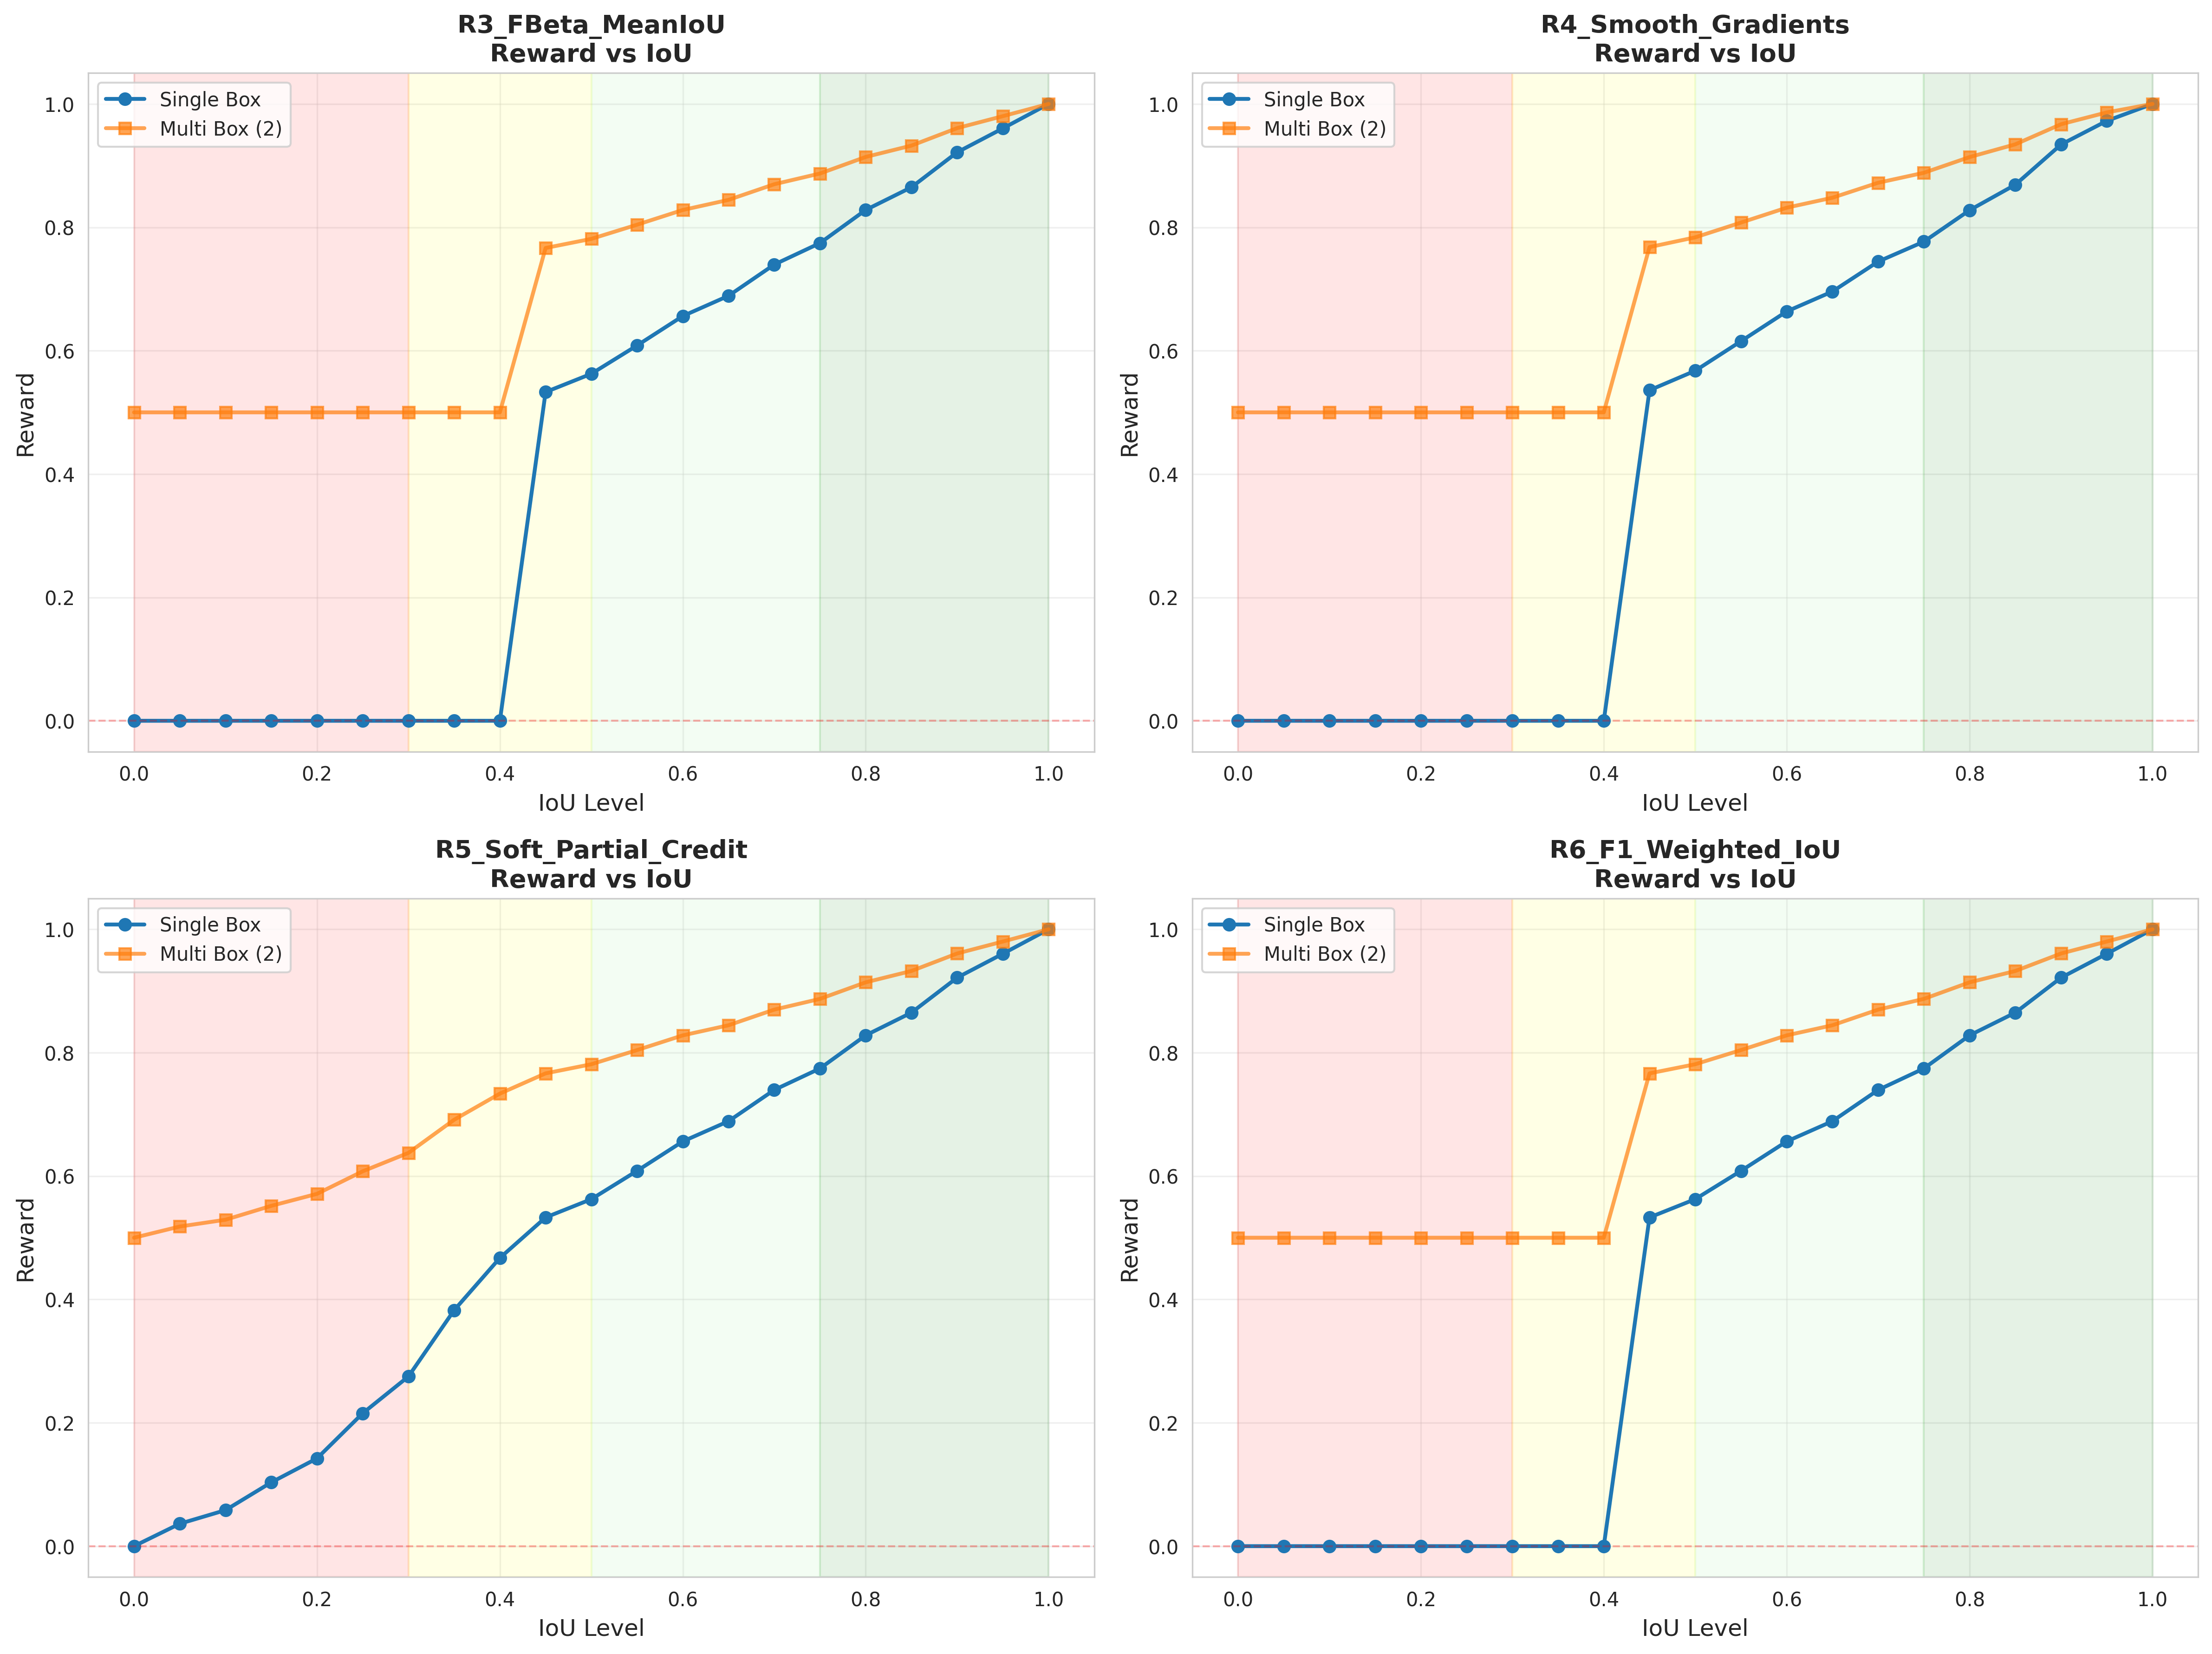 R3_FBeta_MeanIoU
Reward vs IoU
Single Box
Multi Box (2)
1.0
0.8
0.6
0.4
0.2
0.0
Reward
0.0 0.2 0.4 0.6 0.8 1.0
IoU Level
R4_Smooth_Gradients
Reward vs IoU
Single Box
Multi Box (2)
1.0
0.8
0.6
0.4
0.2
0.0
Reward
0.0 0.2 0.4 0.6 0.8 1.0
IoU Level
R5_Soft_Partial_Credit
Reward vs IoU
Single Box
Multi Box (2)
1.0
0.8
0.6
0.4
0.2
0.0
Reward
0.0 0.2 0.4 0.6 0.8 1.0
IoU Level
R6_F1_Weighted_IoU
Reward vs IoU
Single Box
Multi Box (2)
1.0
0.8
0.6
0.4
0.2
0.0
Reward
0.0 0.2 0.4 0.6 0.8 1.0
IoU Level